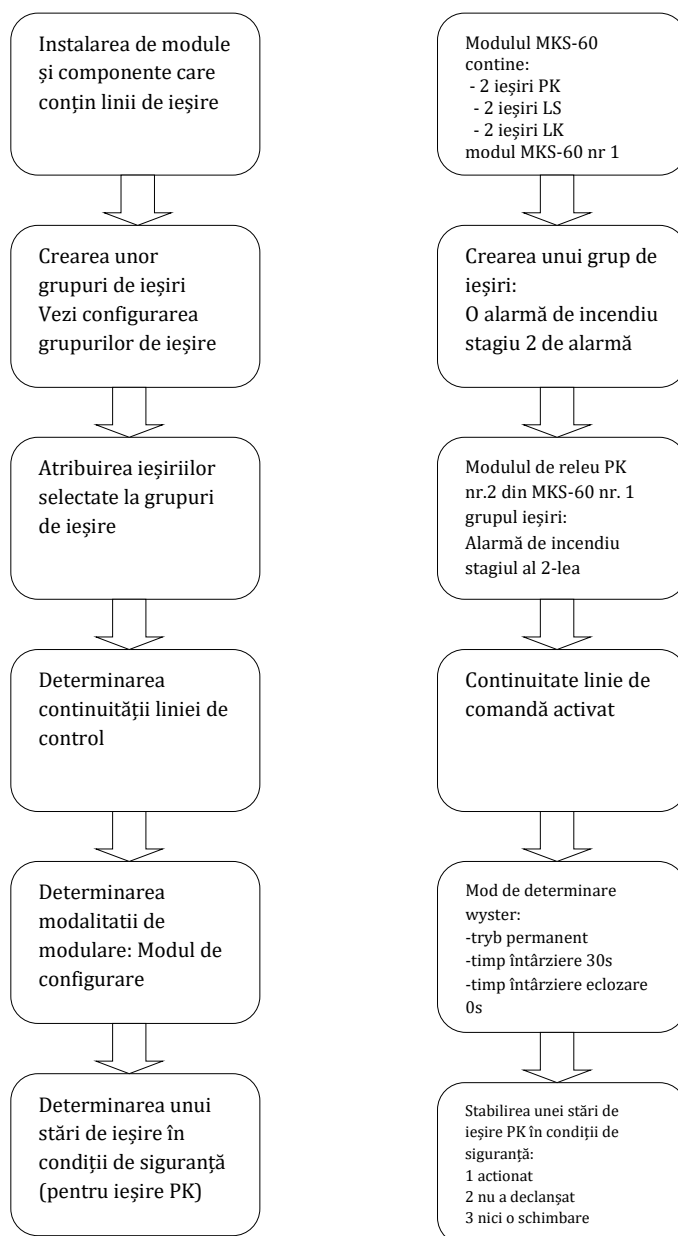 Instalarea de module
și componente care
conțin linii de ieșire
Crearea unor
grupuri de ieșiri
Vezi configurarea
grupurilor de ieșire
Atribuirea ieșiriilor
selectate la grupuri
de ieșire
Determinarea
continuității liniei de
control
Determinarea
modalitatii de
modulare: Modul de
configurare
Determinarea unui
stări de ieșire în
condiții de siguranță
(pentru ieșire PK)
Modulul MKS-60
contine:
- 2 ieșiri PK
- 2 ieșiri LS
- 2 ieșiri LK
modul MKS-60 nr 1
Crearea unui grup de
ieșiri:
O alarmă de incendiu
stagiu 2 de alarmă
Modulul de releu PK
nr.2 din MKS-60 nr. 1
grupul ieșiri:
Alarmă de incendiu
stagiul al 2-lea
Continuitate linie de
comandă activat
Mod de determinare
wyster:
-tryb permanent
-timp întârziere 30s
-timp întârziere eclozare
0s
Stabilirea unei stări de
ieșire PK în condiții de
siguranță:
1 actionat
2 nu a declanșat
3 nici o schimbare